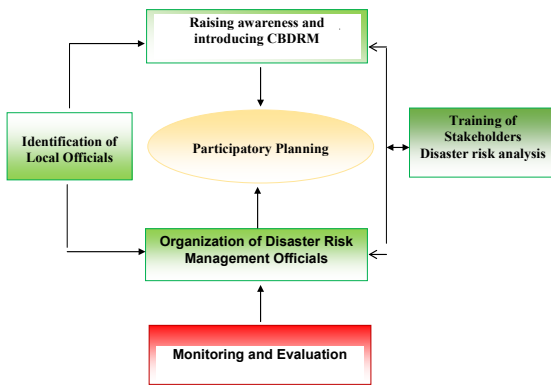 Raising awareness and
introducing CBDRM
Identification of
Local Officials
Participatory Planning
Training of
Stakeholders
Disaster risk analysis
Organization of Disaster Risk
Management Officials
Monitoring and Evaluation